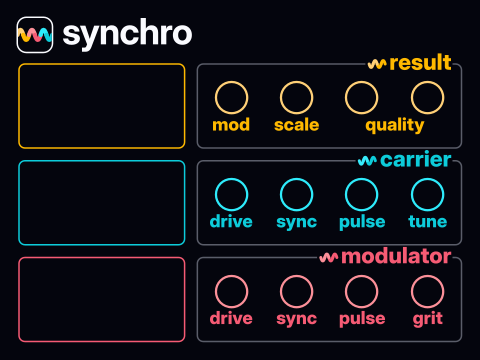 synchro
result
mod scale quality
carrier
drive sync pulse tune
modulator
drive sync pulse grit